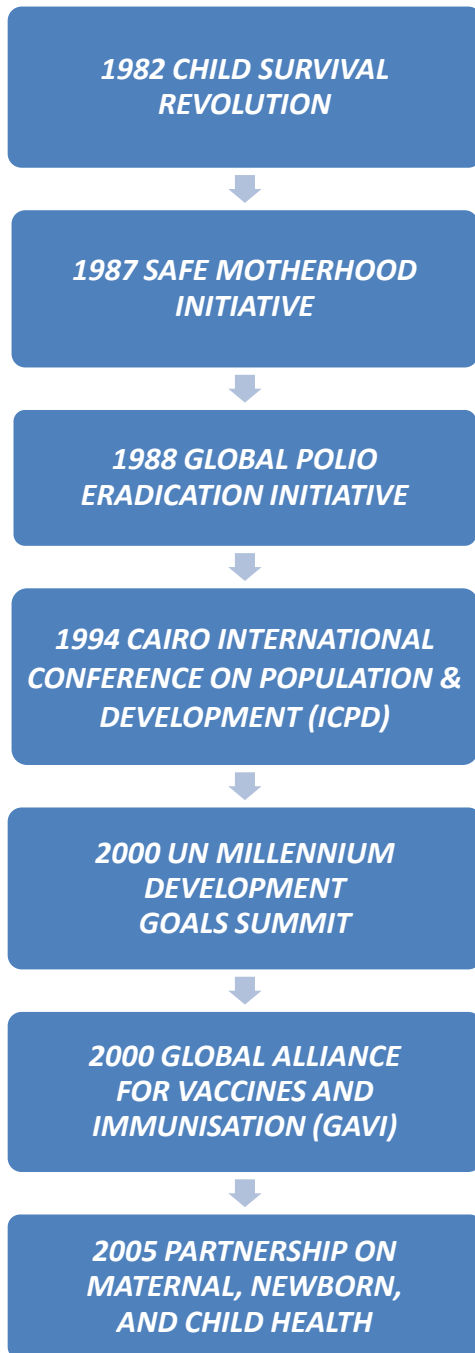 1982 CHILD SURVIVAL
REVOLUTION
1987 SAFE MOTHERHOOD
INITIATIVE
1988 GLOBAL POLIO
ERADICATION INITIATIVE
1994 CAIRO INTERNATIONAL
CONFERENCE ON POPULATION &
DEVELOPMENT (ICPD)
2000 UN MILLENNIUM
DEVELOPMENT
GOALS SUMMIT
2000 GLOBAL ALLIANCE
FOR VACCINES AND
IMMUNISATION (GAVI)
2005 PARTNERSHIP ON
MATERNAL, NEWBORN,
AND CHILD HEALTH